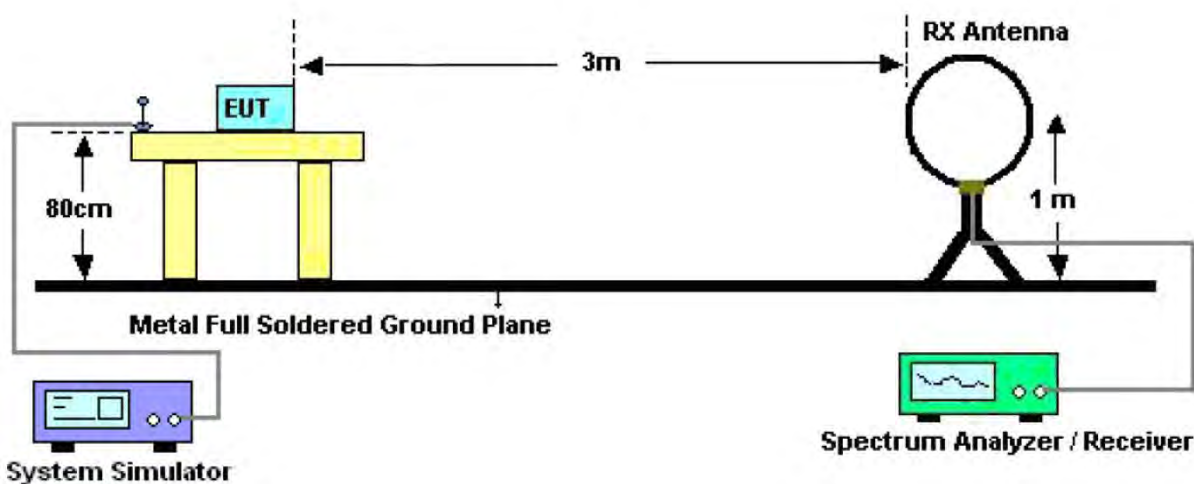 RX Antenna
3m
EUT
80cm
1 m
Metal Full Soldered Ground Plane
System Simulator
Spectrum Analyzer / Receiver